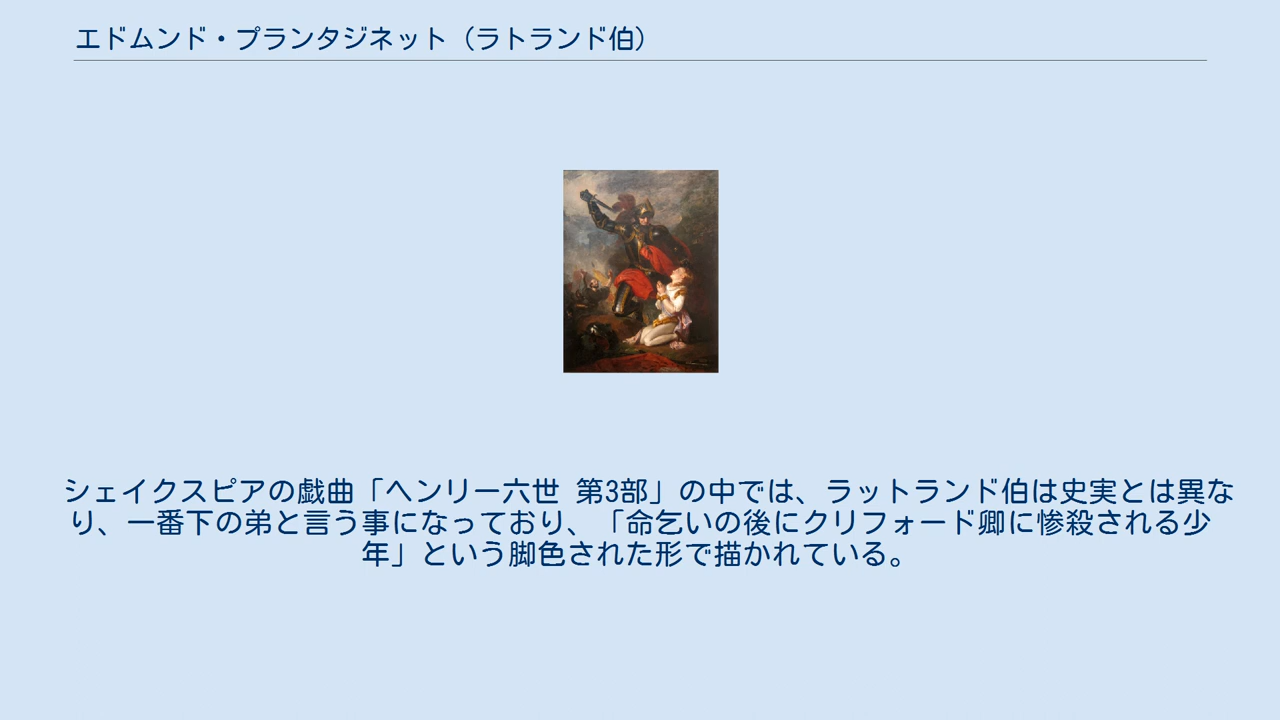 エドムンド・プランタジネット（ラトランド伯）
シェイクスピアの戯曲「ヘンリー六世 第3部」の中では、ラットランド伯は史実とは異な
り、一番下の弟と言う事になっており、「命乞いの後にクリフォード卿に惨殺される少
年」という脚色された形で描かれている。